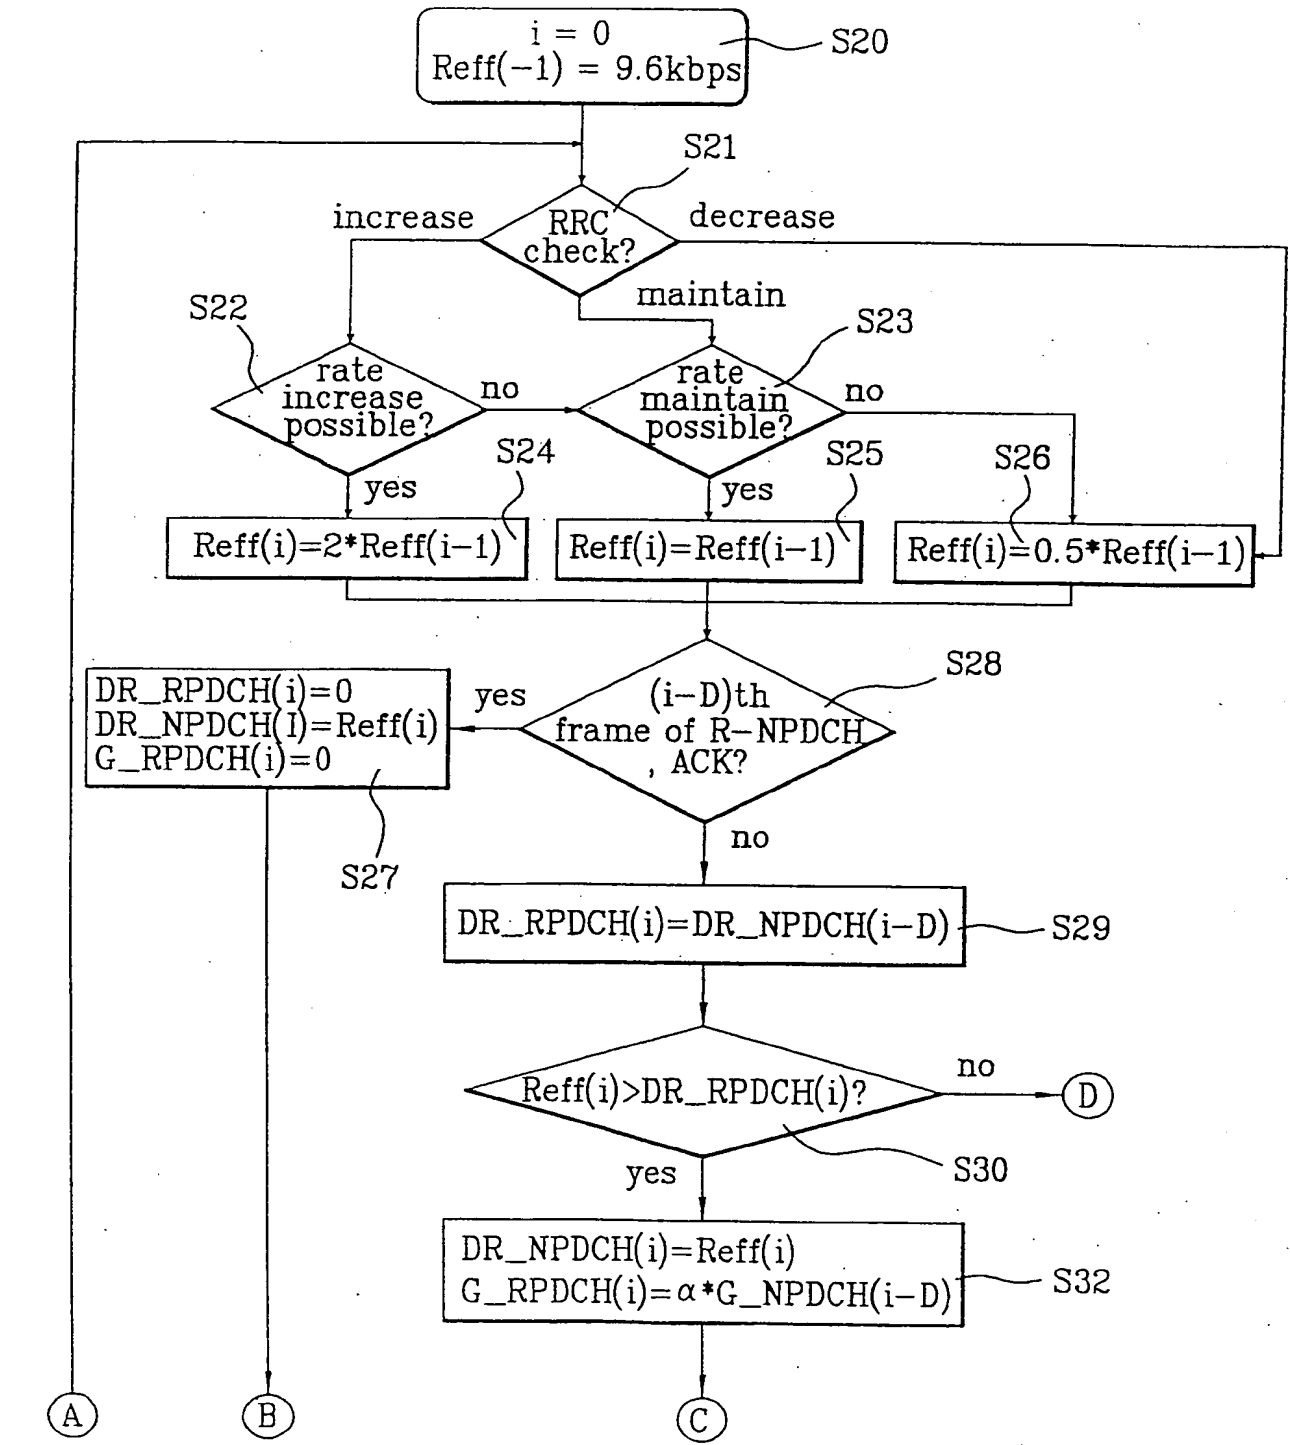 i = 0
Reff(-1) = 9.6kbps
S20
S21
increase
RRC
check?
decrease
maintain
S22
S23
rate
increase
possible?
no
rate
maintain
possible?
no
S24
S25
S26
yes
yes
Reff(i)=2*Reff(i-1)
Reff(i)=Reff(i-1)
Reff(i)=0.5*Reff(i-1)
S28
DR_RPDCH(i)=0
DR_NPDCH(I)=Reff(i)
G_RPDCH(i)=0
yes
(i-D)th
frame of R-NPDCH
, ACK?
S27
no
DR_RPDCH(i)=DR_NPDCH(i-D)
S29
Reff(i)>DR_RPDCH(i)?
no
D
S30
yes
DR_NPDCH(i)=Reff(i)
G_RPDCH(i)=α*G_NPDCH(i-D)
S32
A
B
C